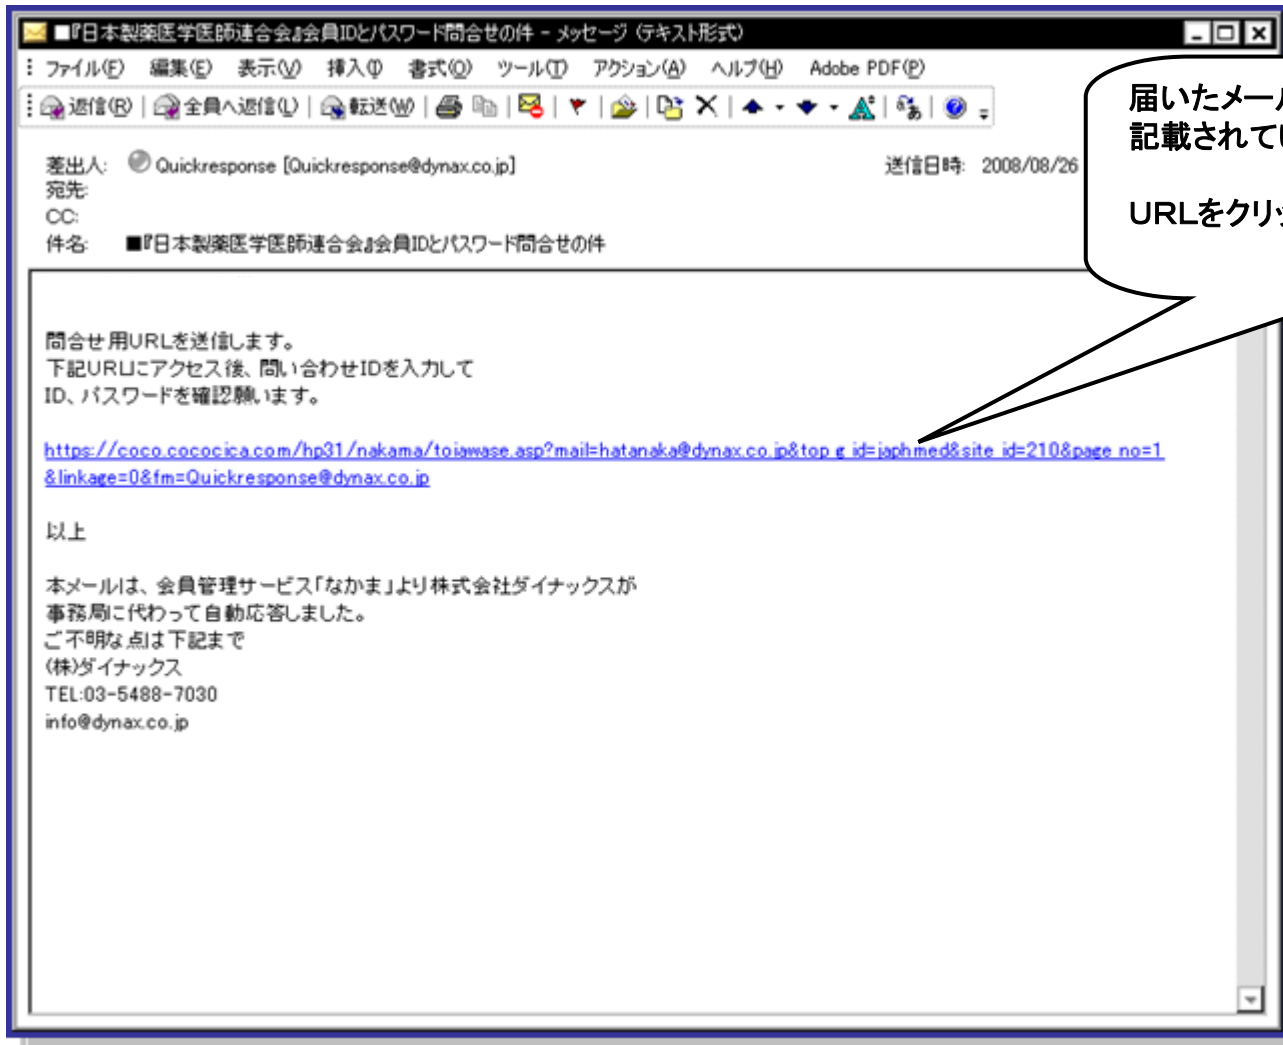 ■『日本製薬医学医師連合会』会員IDとパスワード問合せの件 - メッセージ (テキスト形式)
ファイル(F) 編集(E) 表示(V) 挿入(I) 書式(O) ツール(T) アクション(A) ヘルプ(H) Adobe PDF(P)
返信(R) 全員へ返信(L) 転送(W)
届いたメール
記載されてい
URLをクリッ
差出人: Quickresponse [Quickresponse@dynax.co.jp] 送信日時: 2008/08/26
宛先:
CC:
件名: ■『日本製薬医学医師連合会』会員IDとパスワード問合せの件
問合せ用URLを送信します。
下記URLにアクセス後、問い合わせIDを入力して
ID、パスワードを確認願います。
https://coco.cococica.com/hp31/nakama/toiawase.asp?mail=hatanaka@dynax.co.jp&top_g_id=japhmed&site_id=210&page_no=1
&linkage=0&fm=Quickresponse@dynax.co.jp
以上
本メールは、会員管理サービス「なかま」より株式会社ダイナックスが
事務局に代わって自動応答しました。
ご不明な点は下記まで
(株)ダイナックス
TEL:03-5488-7030
info@dynax.co.jp